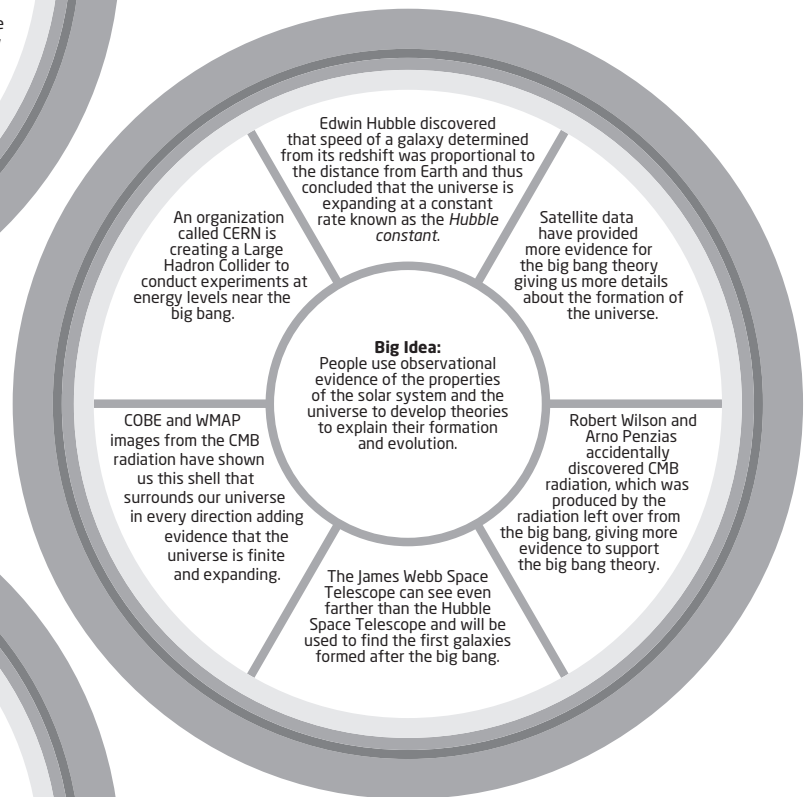 e
Edwin Hubble discovered
that speed of a galaxy determined
from its redshift was proportional to
the distance from Earth and thus
concluded that the universe is
expanding at a constant
rate known as the Hubble
constant.
Satellite data
have provided
more evidence for
the big bang theory
giving us more details
about the formation of
the universe.
Robert Wilson and
Arno Penzias
accidentally
discovered CMB
radiation, which was
produced by the
radiation left over from
the big bang, giving more
evidence to support
the big bang theory.
The James Webb Space
Telescope can see even
farther than the Hubble
Space Telescope and will be
used to find the first galaxies
formed after the big bang.
COBE and WMAP
images from the CMB
radiation have shown
us this shell that
surrounds our universe
in every direction adding
evidence that the
universe is finite
and expanding.
An organization
called CERN is
creating a Large
Hadron Collider to
conduct experiments at
energy levels near the
big bang.
Big Idea:
People use observational
evidence of the properties
of the solar system and the
universe to develop theories
to explain their formation
and evolution.